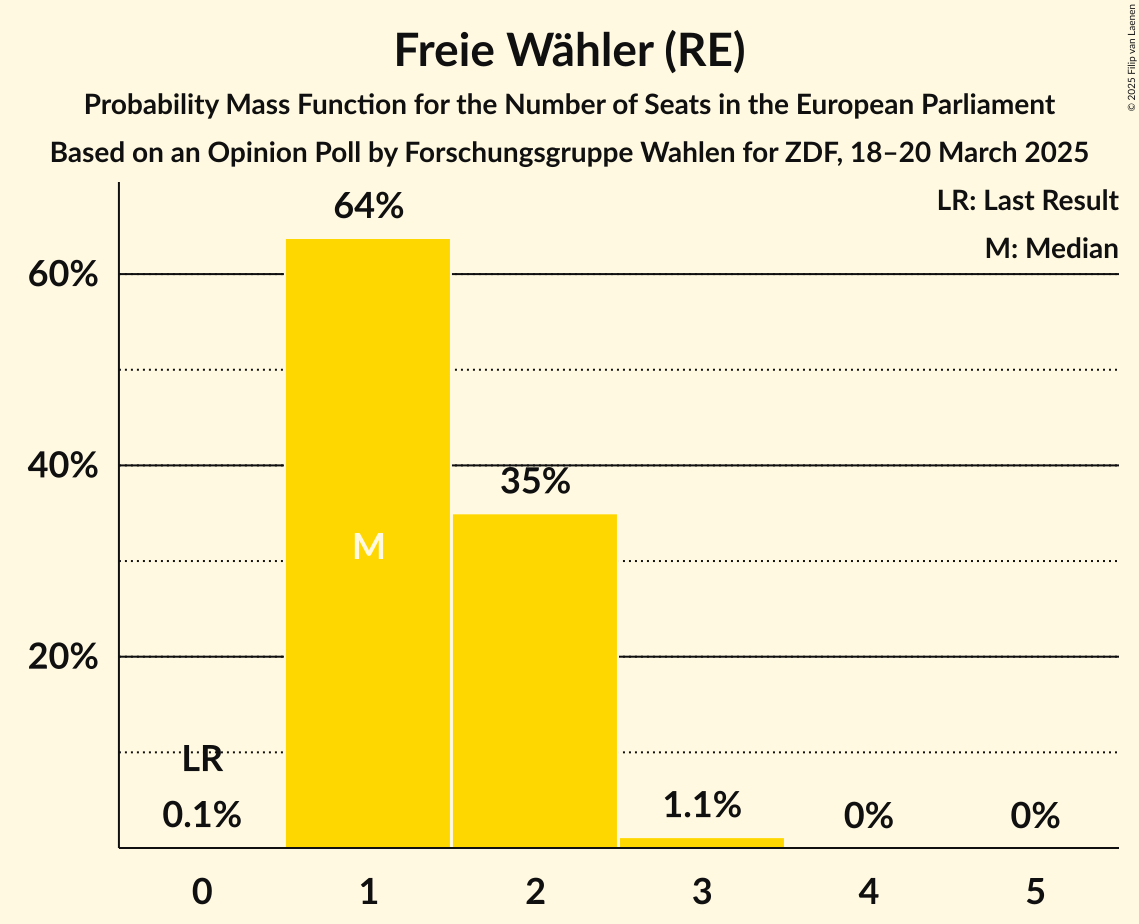 Freie Wähler (RE)
Probability Mass Function for the Number of Seats in the European Parliament
Based on an Opinion Poll by Forschungsgruppe Wahlen for ZDF, 18–20 March 2025
© 2025 Filip van Laenen
LR: Last Result
M: Median
64%
60%
40%
35%
M
20%
LR
0.1%
1.1%
0%
0%
0
1
2
3
4
5